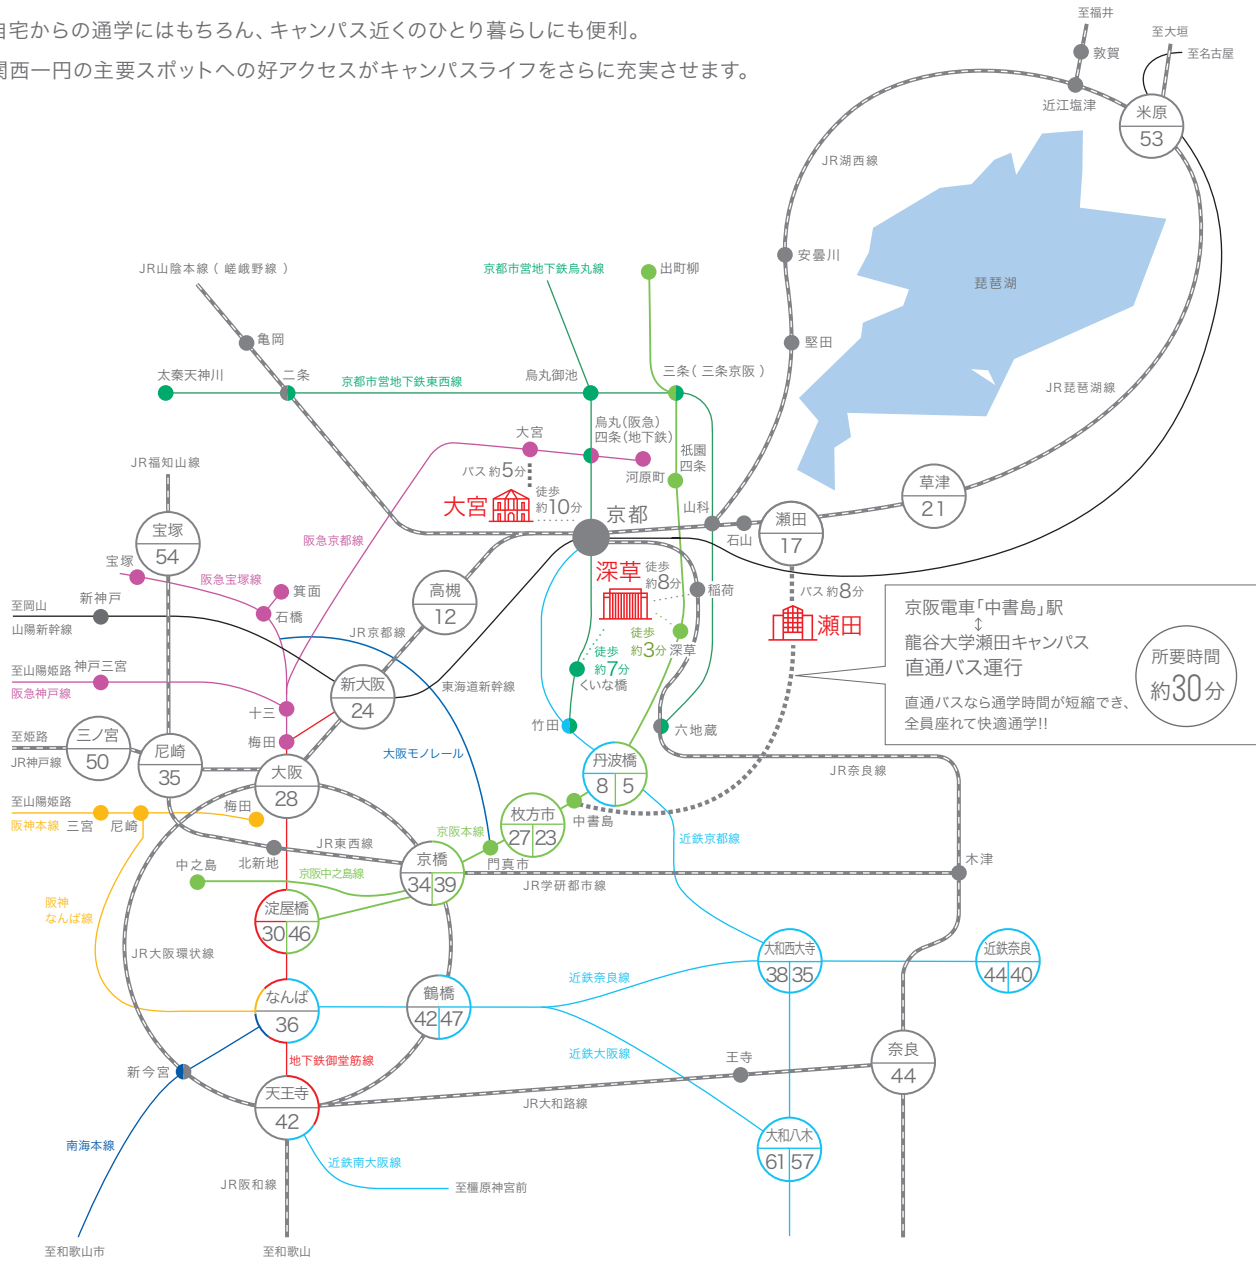 自宅からの通学にはもちろん、キャンパス近くのひとり暮らしにも便利。
関西一円の主要スポットへの好アクセスがキャンパスライフをさらに充実させます。
至福井
至大垣
敦賀
至名古屋
近江塩津
米原
53
JR湖西線
安曇川
琵琶湖
堅田
JR琵琶湖線
JR山陰本線（嵯峨野線）
京都市営地下鉄烏丸線
出町柳
亀岡
太秦天神川
二条
京都市営地下鉄東西線
烏丸御池
三条（三条京阪）
大宮
烏丸（阪急）
四条（地下鉄）
河原町
祇園
四条
JR福知山線
バス 約5分
大宮
徒歩
約10分
京都
山科
石山
瀬田
17
草津
21
宝塚
54
阪急京都線
宝塚
阪急宝塚線
箕面
石橋
高槻
12
深草
徒歩
約8分
稲荷
バス 約8分
瀬田
至岡山
新神戸
山陽新幹線
JR京都線
徒歩
約3分
深草
徒歩
約7分
くいな橋
京阪電車「中書島」駅
↕
龍谷大学瀬田キャンパス
直通バス運行
直通バスなら通学時間が短縮でき、
全員座れて快適通学!!
所要時間
約30分
至山陽姫路
神戸三宮
阪急神戸線
新大阪
24
東海道新幹線
十三
梅田
竹田
六地蔵
至姫路
JR神戸線
三ノ宮
50
尼崎
35
大阪
28
大阪モノレール
丹波橋
8
5
JR奈良線
至山陽姫路
阪神本線
三宮
尼崎
梅田
枚方市
27
23
中書島
京阪本線
門真市
近鉄京都線
JR東西線
北新地
中之島
京阪中之島線
京橋
34
39
JR学研都市線
木津
阪神
なんば線
淀屋橋
30
46
JR大阪環状線
大和西大寺
38
35
近鉄奈良
44
40
近鉄奈良線
なんば
36
鶴橋
42
47
近鉄大阪線
王寺
奈良
44
新今宮
地下鉄御堂筋線
天王寺
42
JR大和路線
大和八木
61
57
南海本線
近鉄南大阪線
JR阪和線
至橿原神宮前
至和歌山市
至和歌山